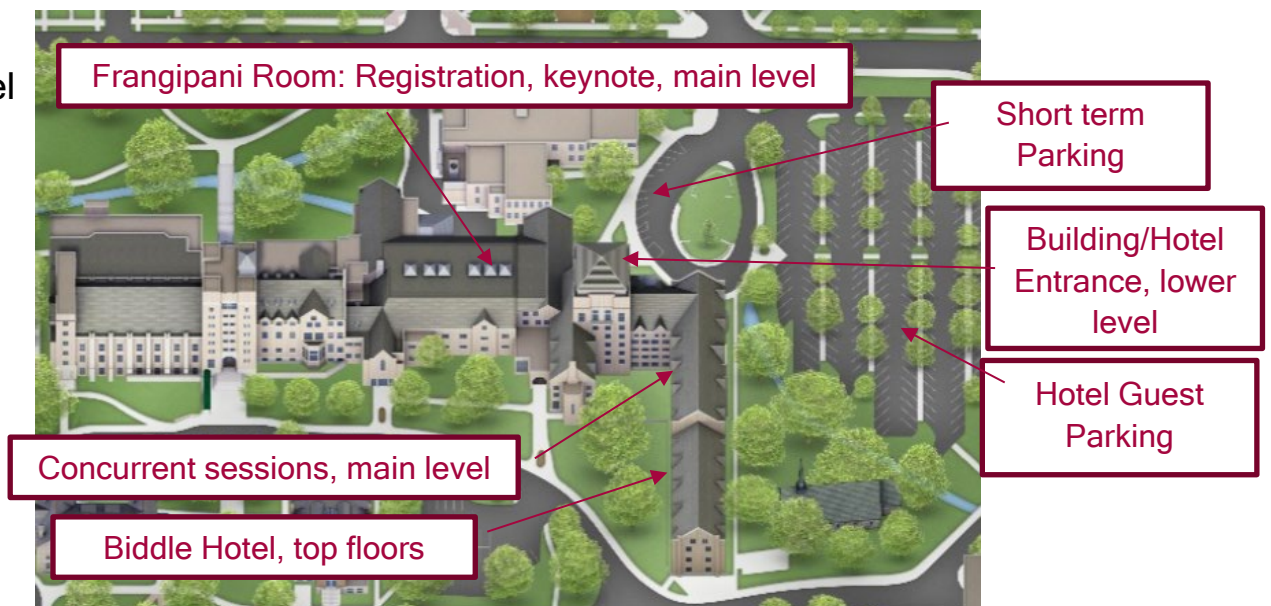 Frangipani Room: Registration, keynote, main level
el
Short term
Parking
Building/Hotel
Entrance, lower
level
Hotel Guest
Parking
Concurrent sessions, main level
Biddle Hotel, top floors